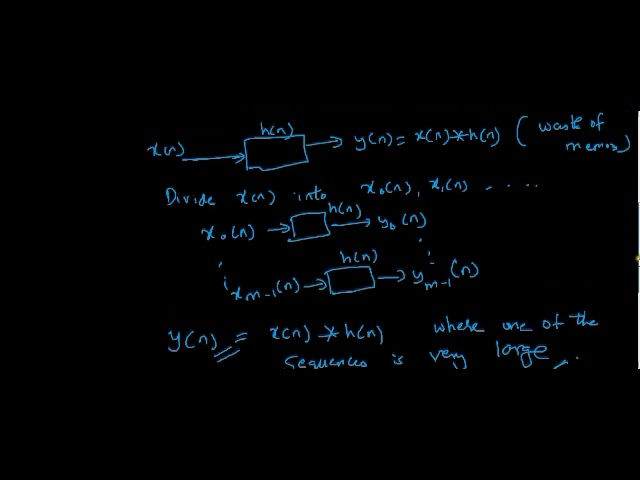 h(n)
x(n) → y(n) = x(n) * h(n) (waste of
memory)
Divide x(n) into x₀(n), x₁(n) .....
h(n)
x₀(n) → y₀(n)
h(n)
xₘ₋₁(n) → yₘ₋₁(n)
y(n) = x(n) * h(n) where one of the
sequences is very large.